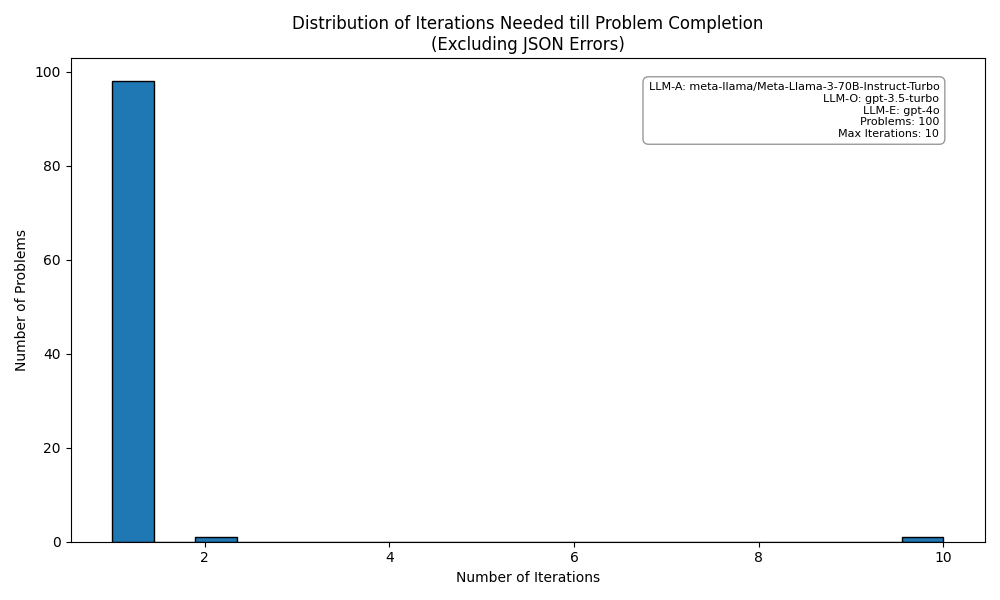 Distribution of Iterations Needed till Problem Completion
(Excluding JSON Errors)
LLM-A: meta-llama/Meta-Llama-3-70B-Instruct-Turbo
LLM-O: gpt-3.5-turbo
LLM-E: gpt-4o
Problems: 100
Max Iterations: 10
Number of Problems
100
80
60
40
20
0
2
4
6
8
10
Number of Iterations